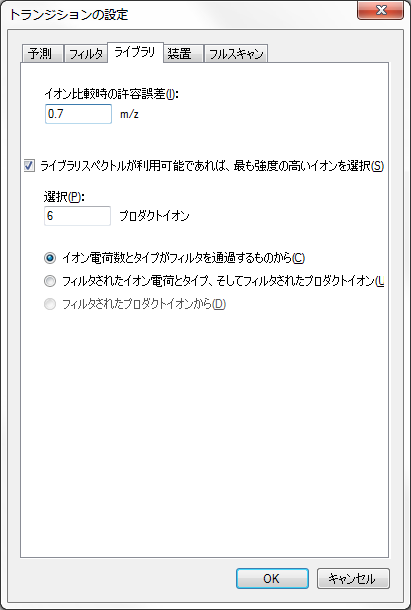 トランジションの設定
予測 フィルタ ライブラリ 装置 フルスキャン
イオン比較時の許容誤差(I):
0.7 m/z
ライブラリスペクトルが利用可能であれば、最も強度の高いイオンを選択(S)
選択(P):
6 プロダクトイオン
イオン電荷数とタイプがフィルタを通過するものから(C)
フィルタされたイオン電荷とタイプ、そしてフィルタされたプロダクトイオン(L
フィルタされたプロダクトイオンから(D)
OK キャンセル